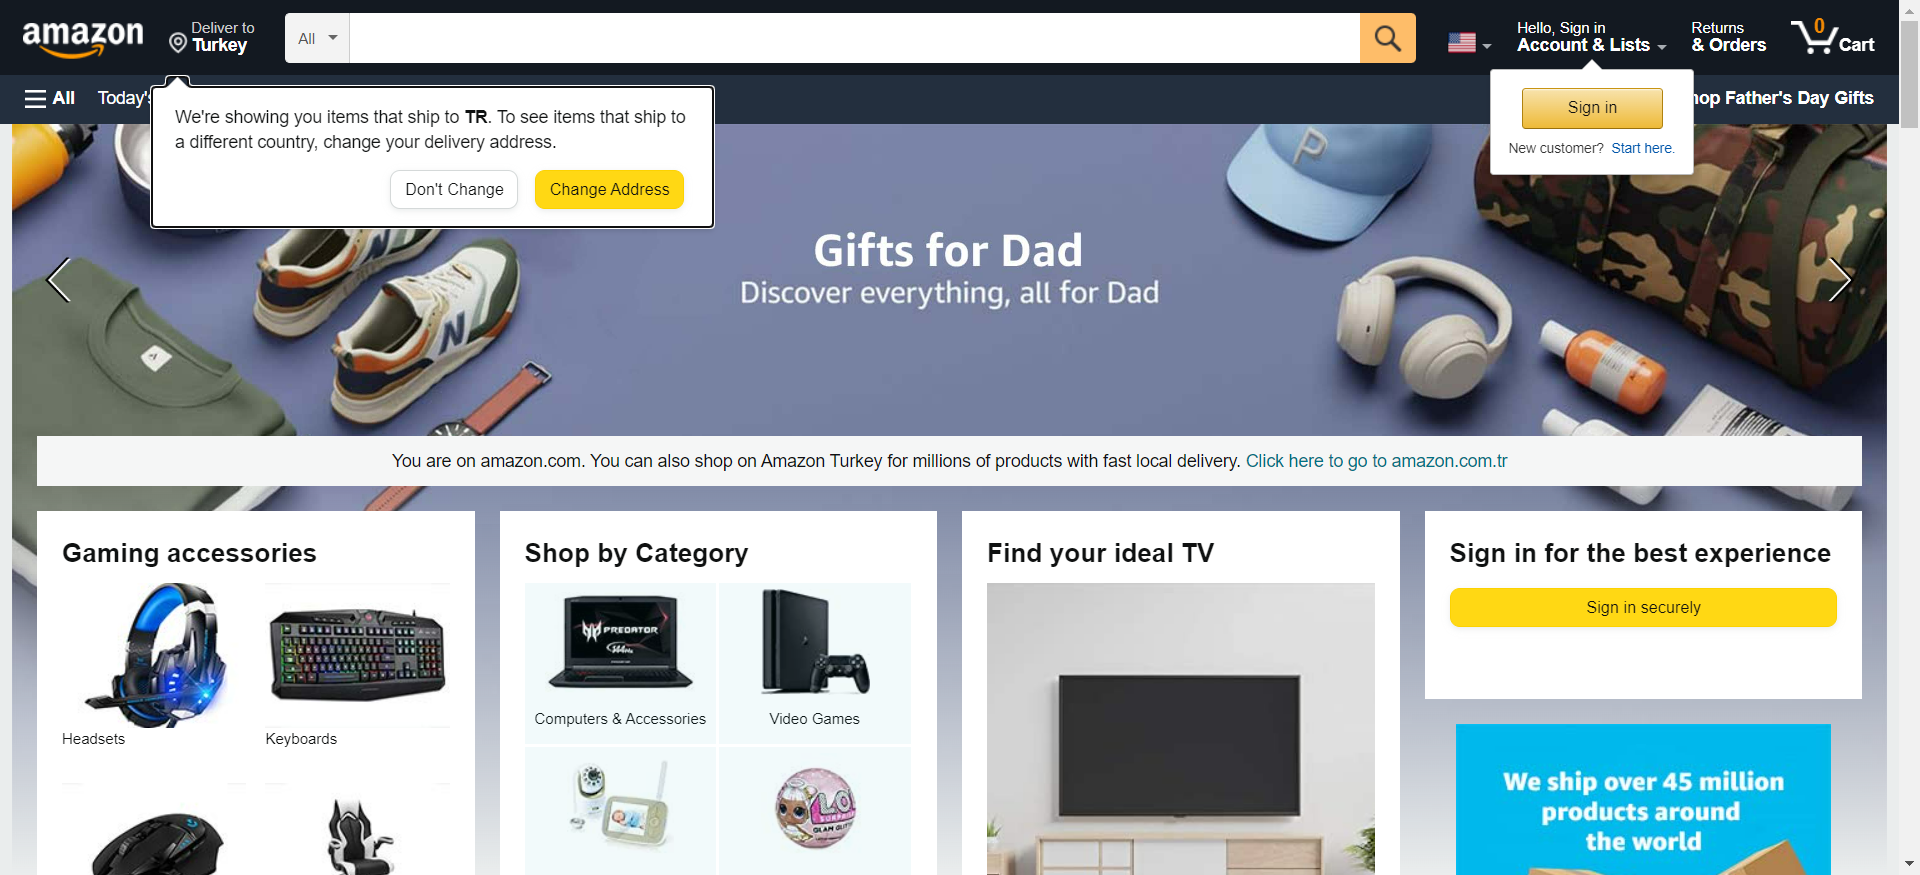 amazon
Deliver to
Turkey
All
Hello, Sign in
Account & Lists
Returns
& Orders
0
Cart
All
Today's
hop Father's Day Gifts
We're showing you items that ship to TR. To see items that ship to
a different country, change your delivery address.
Don't Change
Change Address
Sign in
New customer? Start here.
P
N
A
Gifts for Dad
Discover everything, all for Dad
You are on amazon.com. You can also shop on Amazon Turkey for millions of products with fast local delivery. Click here to go to amazon.com.tr
Gaming accessories
Headsets
Keyboards
Shop by Category
PREDATOR
144Hz
Computers & Accessories
Video Games
L.O.
SURPRISE
GLAM GLITTER
Find your ideal TV
Sign in for the best experience
Sign in securely
We ship over 45 million
products around
the world